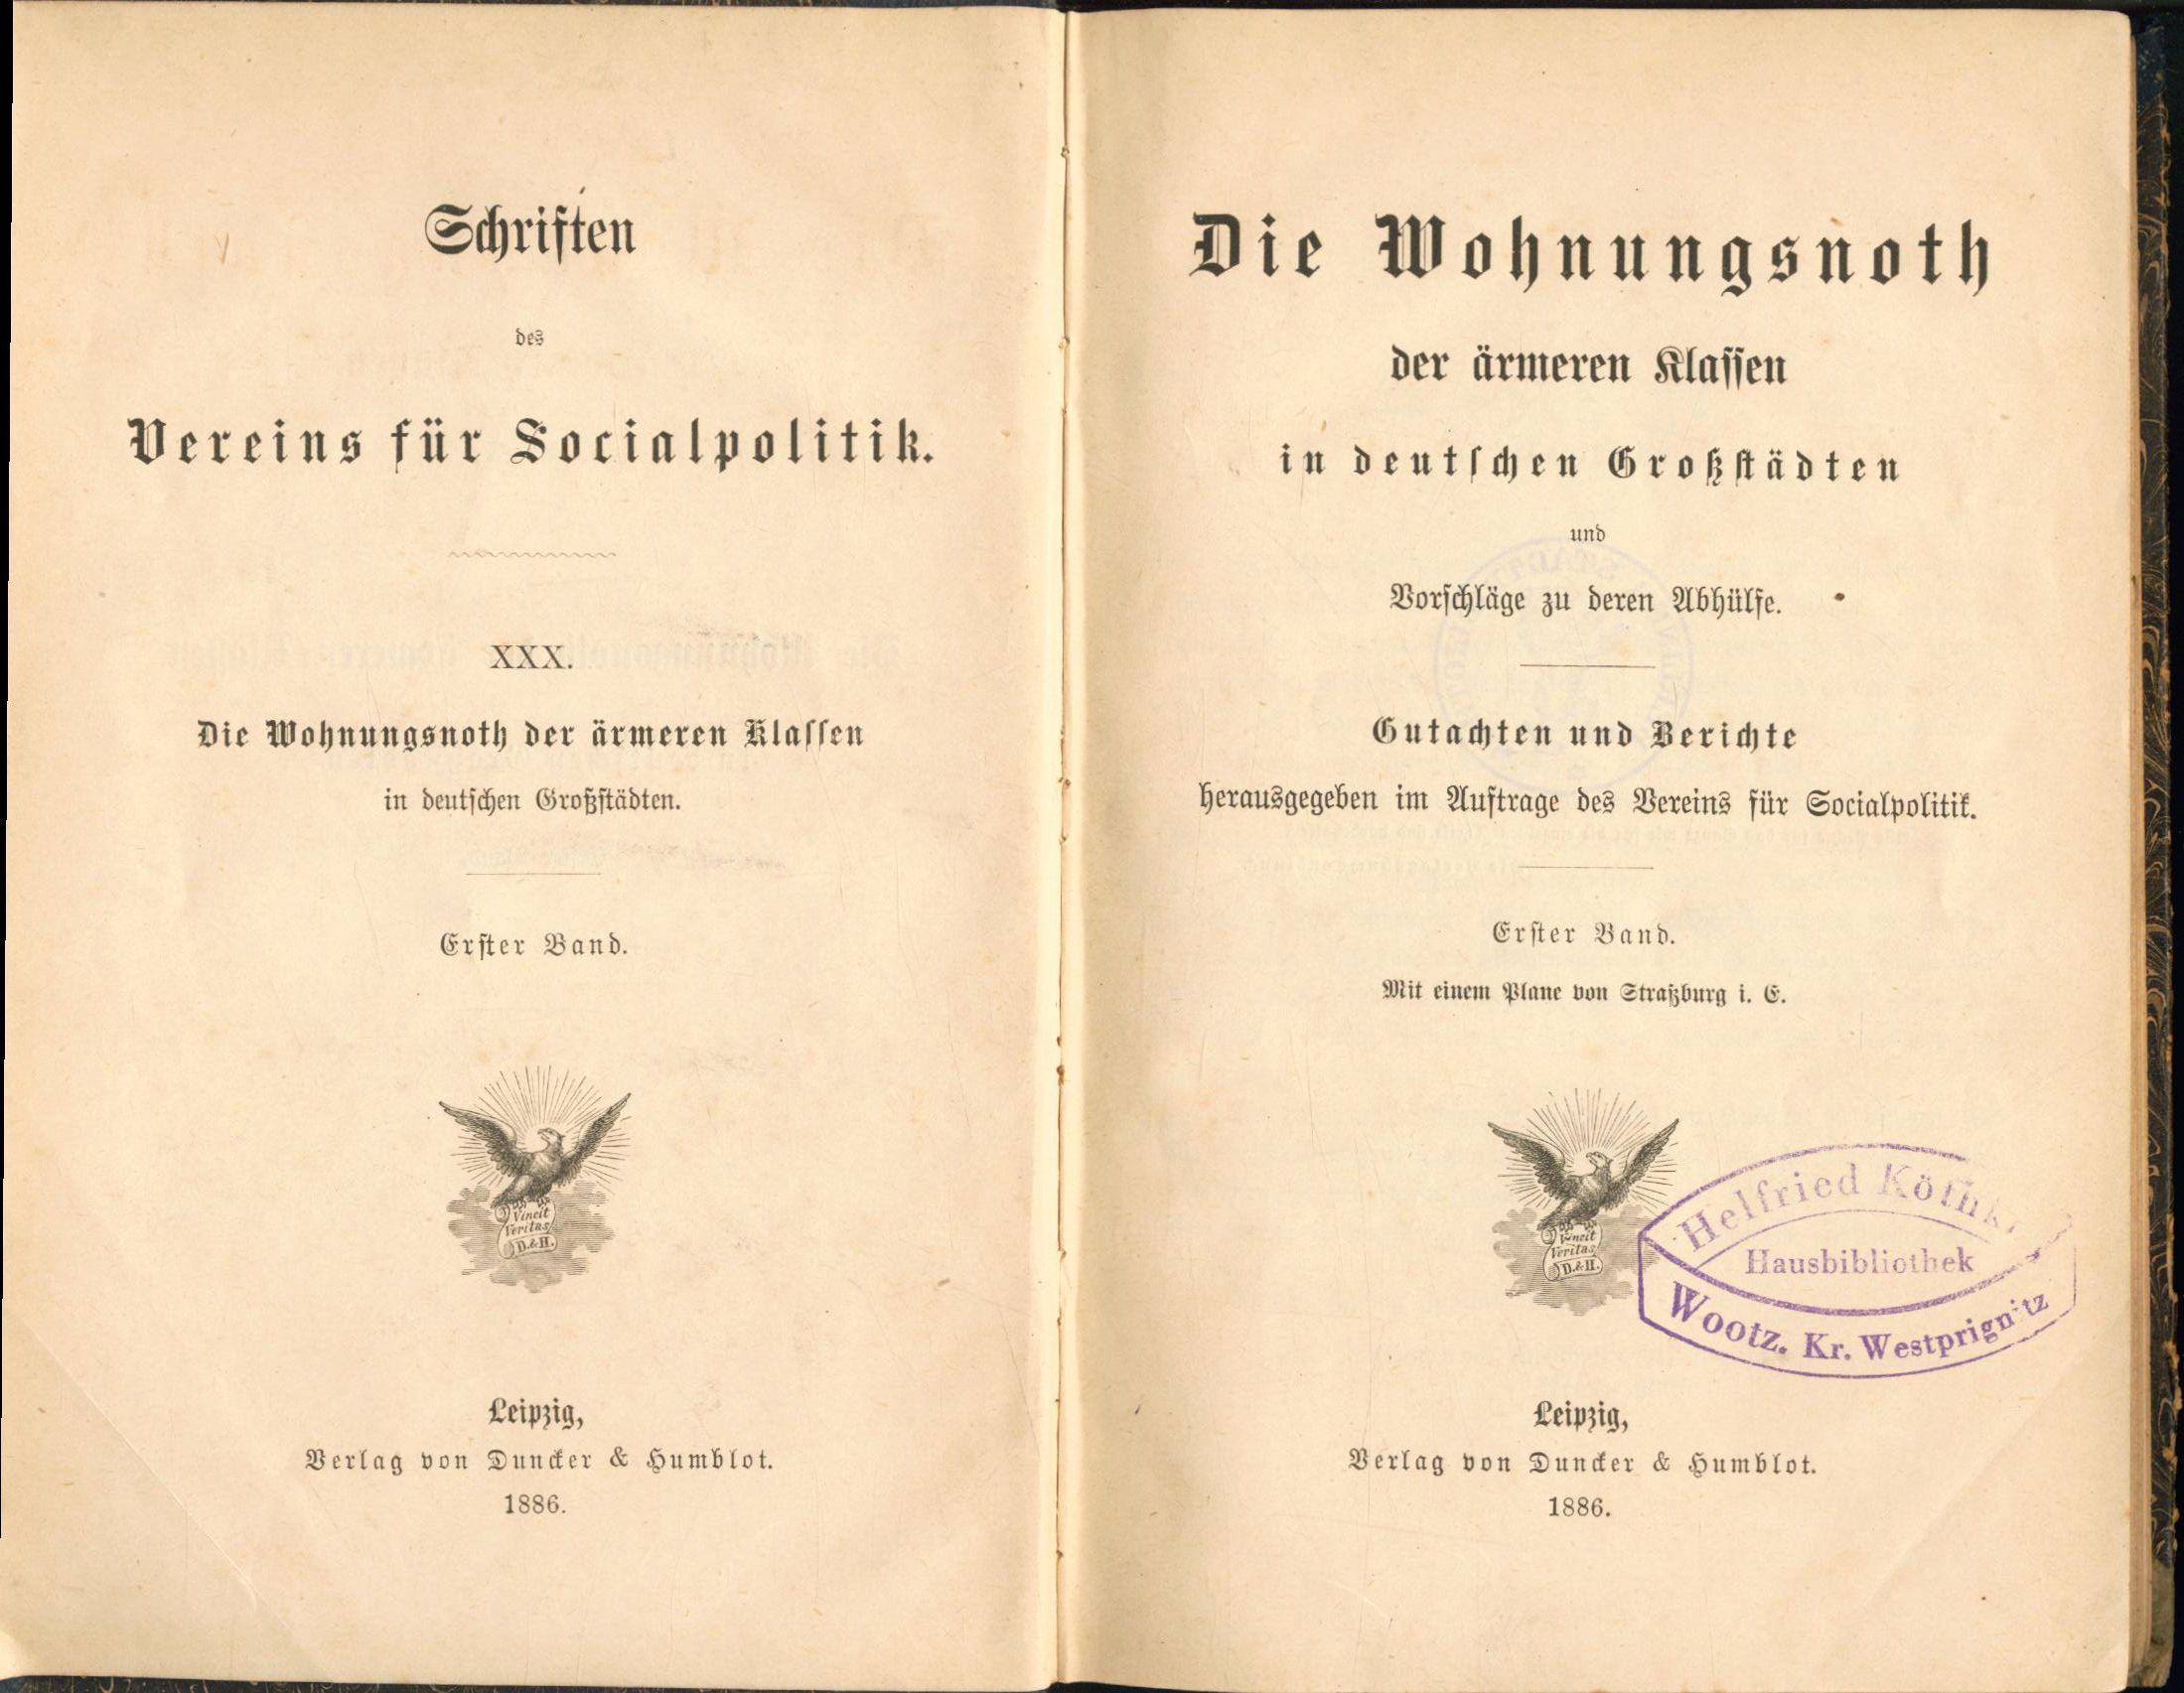 Schriften
des
Vereins für Socialpolitik.
XXX.
Die Wohnungsnoth der ärmeren Klassen
in deutschen Großstädten.
Erster Band.
Vincit
Veritas
D.&H.
Leipzig,
Verlag von Duncker & Humblot.
1886.
Die Wohnungsnoth
der ärmeren Klassen
in deutschen Großstädten
und
Vorschläge zu deren Abhülfe.
Gutachten und Berichte
herausgegeben im Auftrage des Vereins für Socialpolitik.
Erster Band.
Mit einem Plane von Straßburg i. E.
Vincit
Veritas
D.&H.
Helfried
Hausbibliothek
Wootz. Kr. Westprignitz
Leipzig,
Verlag von Duncker & Humblot.
1886.